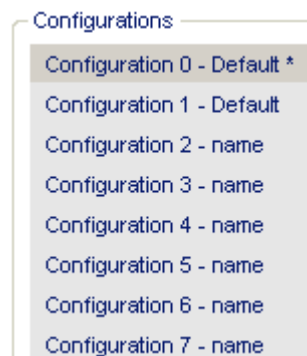 Configurations
Configuration 0 - Default *
Configuration 1 - Default
Configuration 2 - name
Configuration 3 - name
Configuration 4 - name
Configuration 5 - name
Configuration 6 - name
Configuration 7 - name